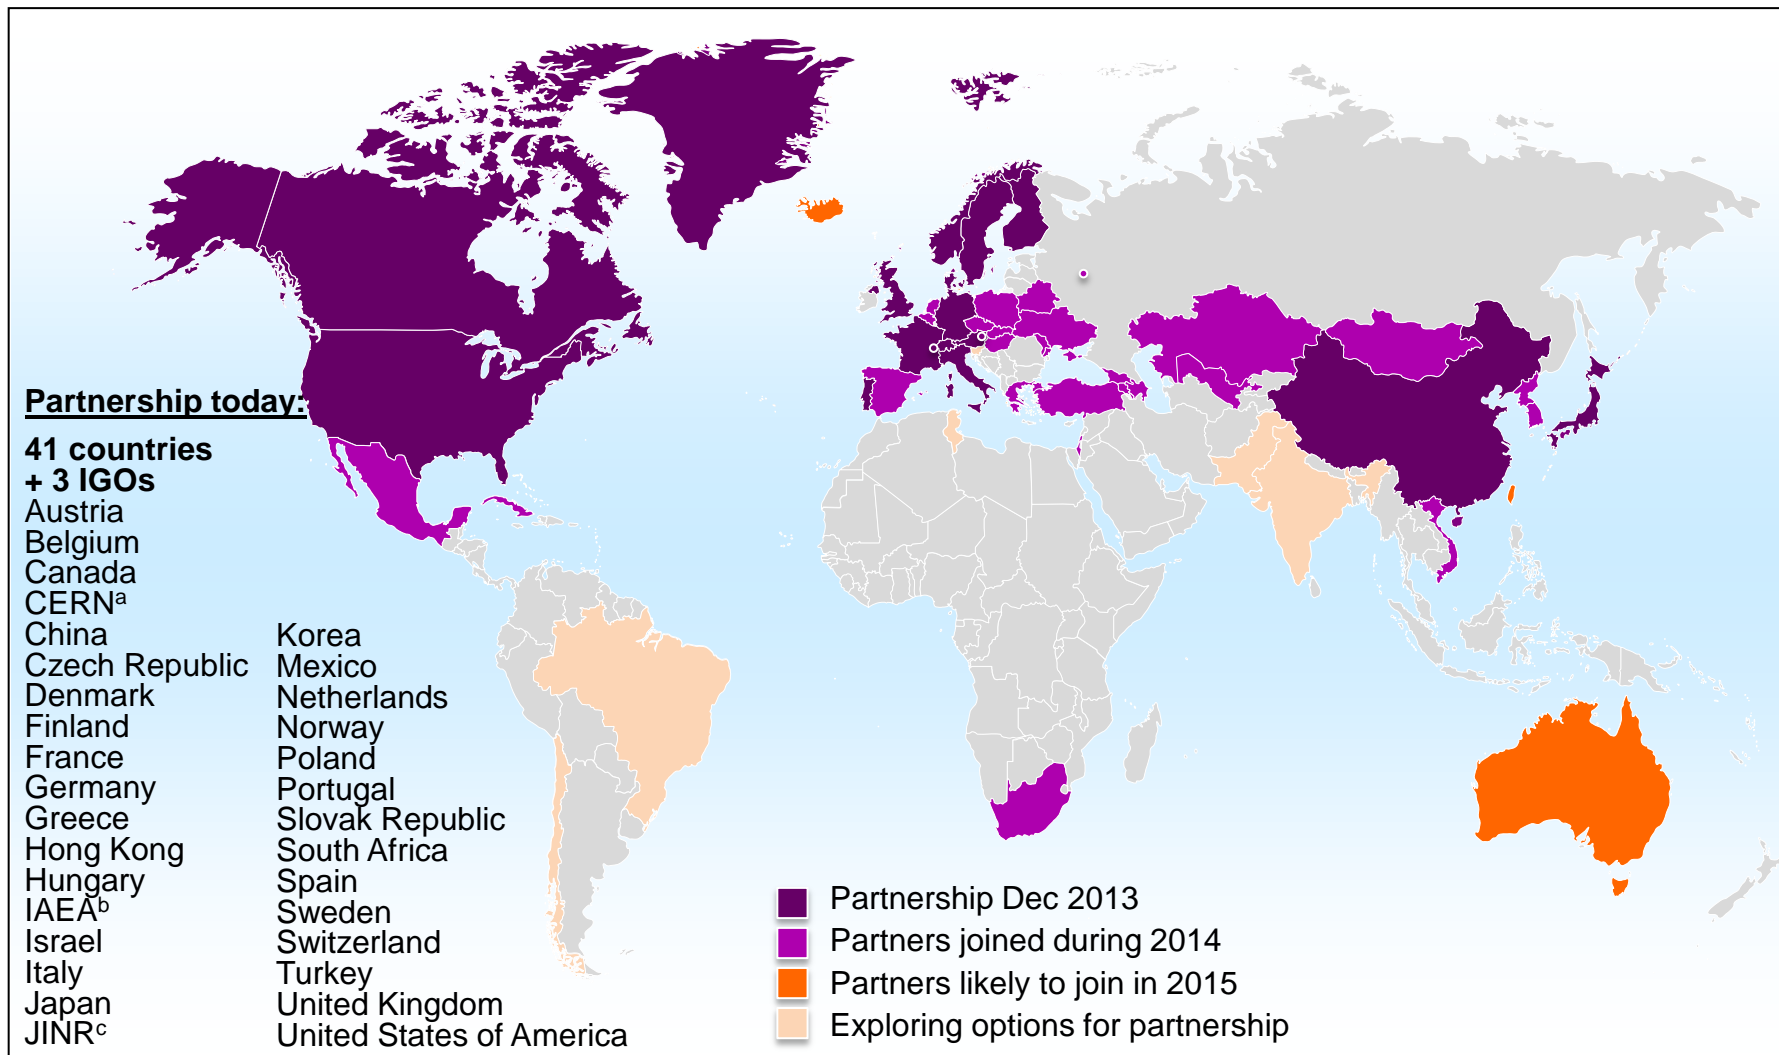 Partnership today:
41 countries
+ 3 IGOs
Austria
Belgium
Canada
CERNᵃ
China
Czech Republic
Denmark
Finland
France
Germany
Greece
Hong Kong
Hungary
IAEAᵇ
Israel
Italy
Japan
JINRᶜ
Korea
Mexico
Netherlands
Norway
Poland
Portugal
Slovak Republic
South Africa
Spain
Sweden
Switzerland
Turkey
United Kingdom
United States of America
Partnership Dec 2013
Partners joined during 2014
Partners likely to join in 2015
Exploring options for partnership